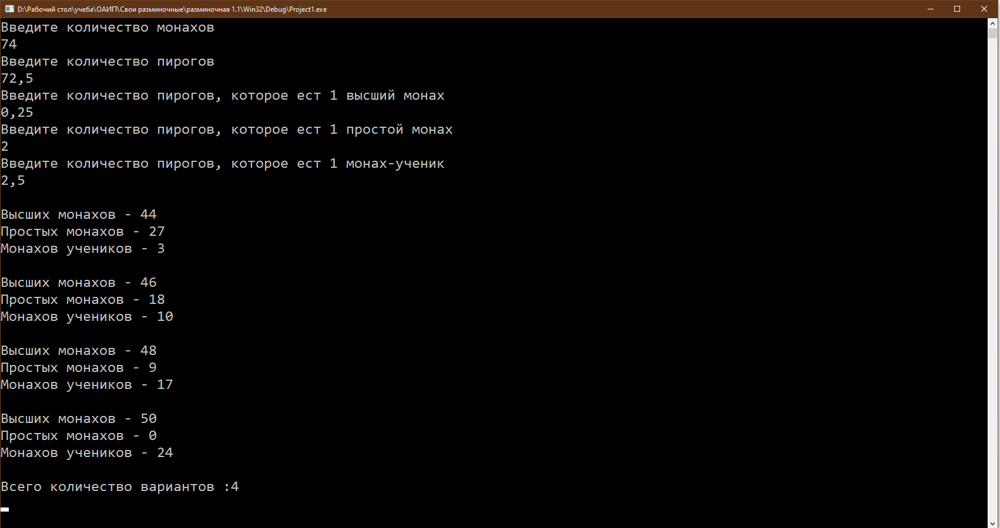 D:\Рабочий стол\учеба\ОАИП\Свои разминочные\разминочная 1.1\Win32\Debug\Project1.exe
Введите количество монахов
74
Введите количество пирогов
72,5
Введите количество пирогов, которое ест 1 высший монах
0,25
Введите количество пирогов, которое ест 1 простой монах
2
Введите количество пирогов, которое ест 1 монах-ученик
2,5
Высших монахов - 44
Простых монахов - 27
Монахов учеников - 3
Высших монахов - 46
Простых монахов - 18
Монахов учеников - 10
Высших монахов - 48
Простых монахов - 9
Монахов учеников - 17
Высших монахов - 50
Простых монахов - 0
Монахов учеников - 24
Всего количество вариантов :4